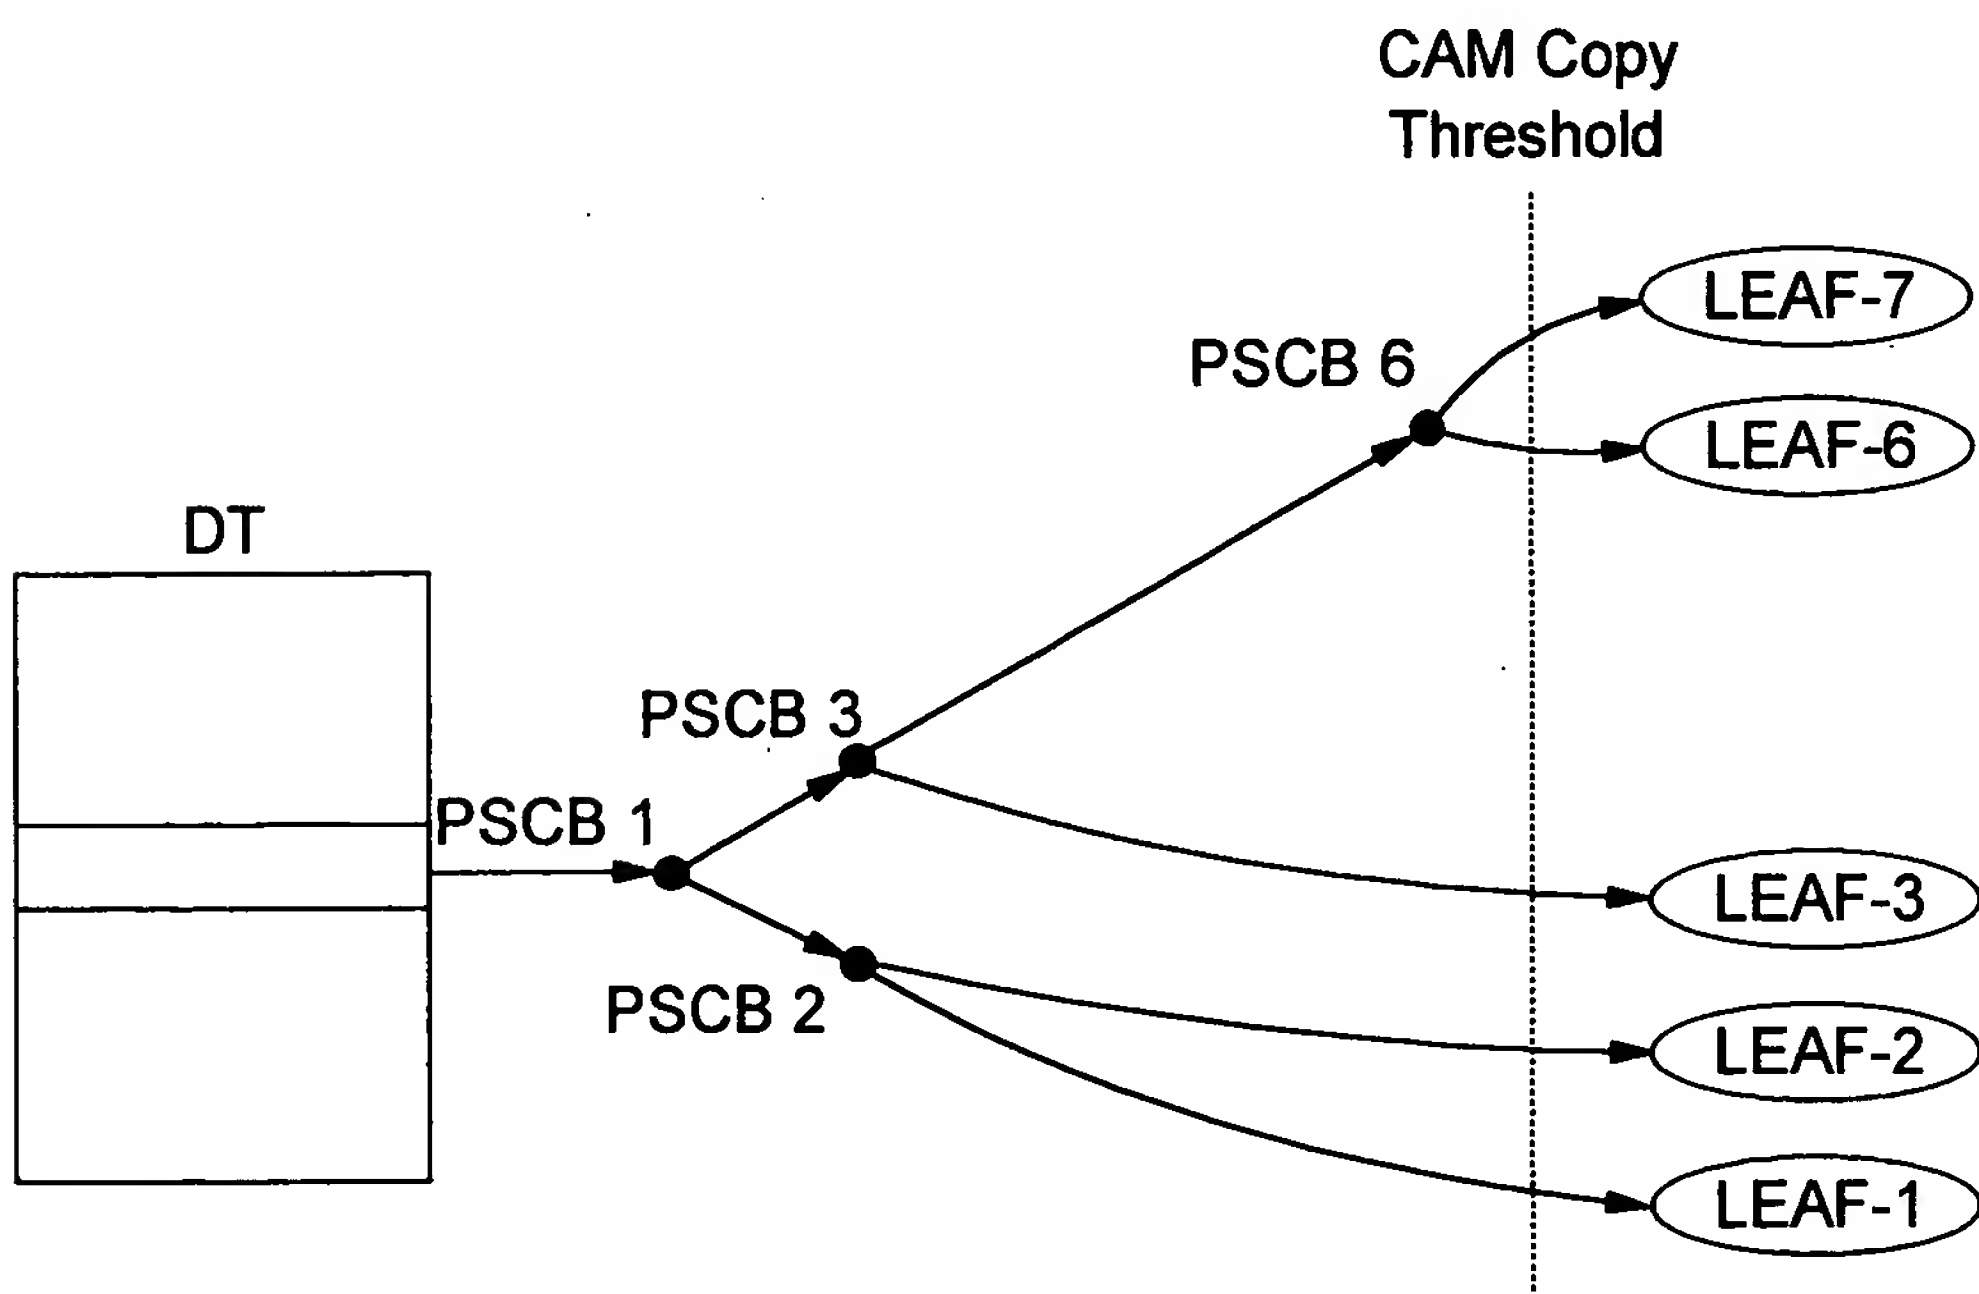 CAM Copy
Threshold
LEAF-7
PSCB 6
LEAF-6
DT
PSCB 3
PSCB 1
LEAF-3
PSCB 2
LEAF-2
LEAF-1